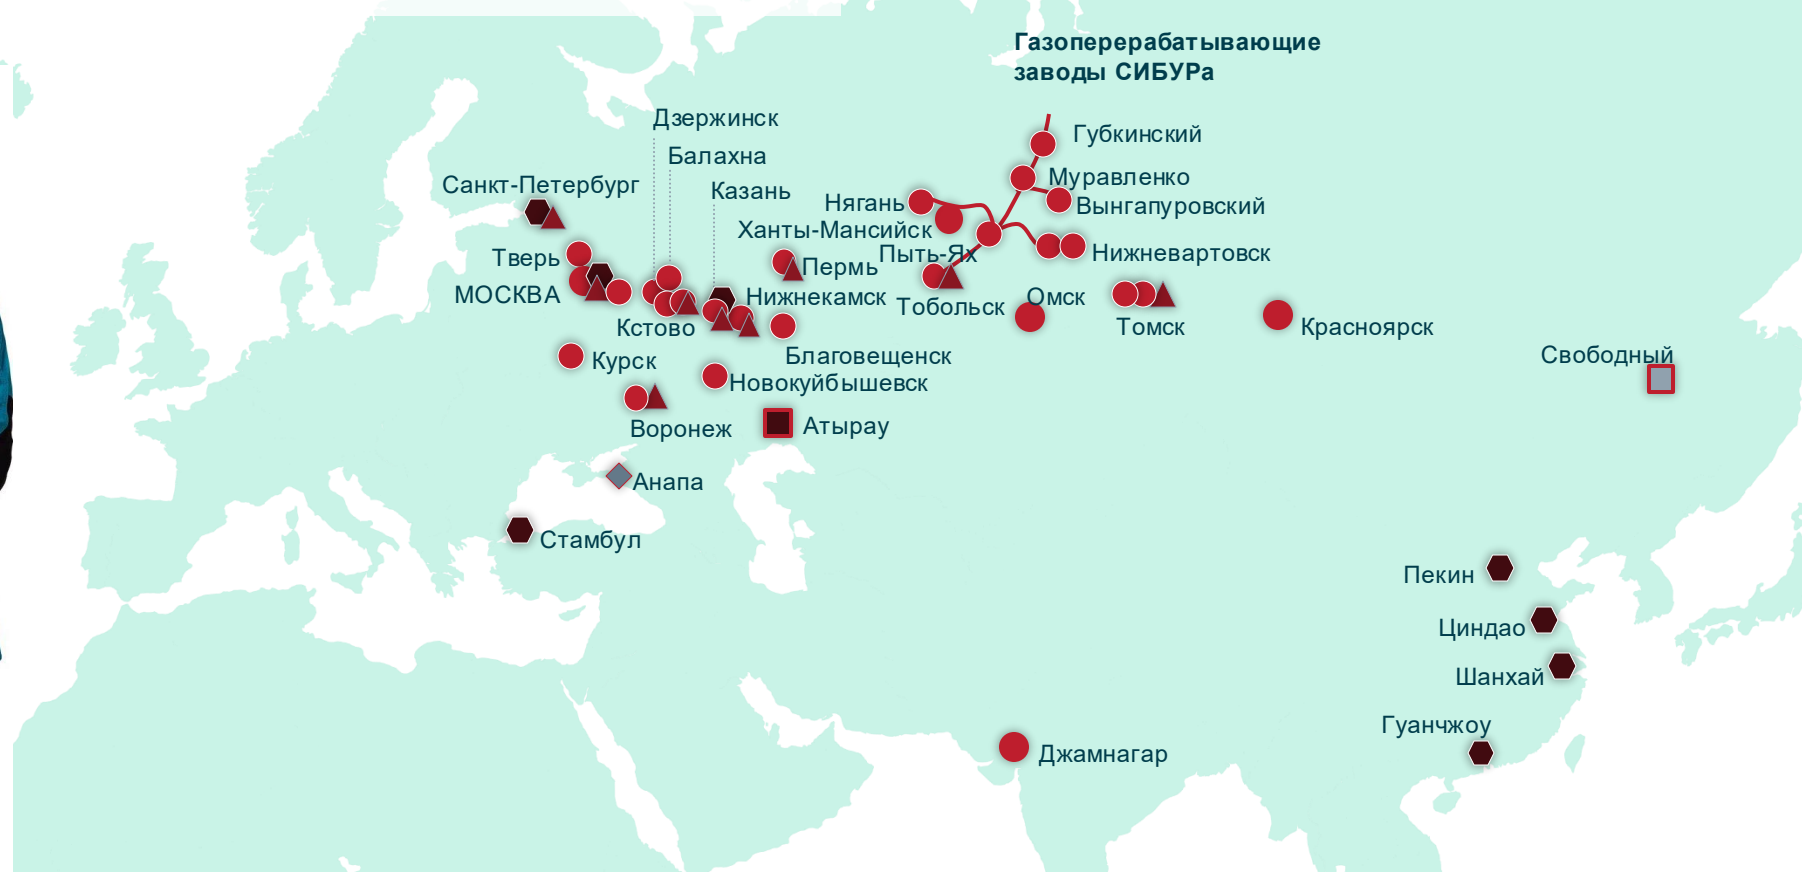 Газоперерабатывающие
заводы СИБУРа
Дзержинск
Губкинский
Балахна
Муравленко
Санкт-Петербург
Казань
Нягань
Вынгапуровский
Ханты-Мансийск
Пыть-Ях
Нижневартовск
Тверь
Пермь
МОСКВА
Нижнекамск
Тобольск
Омск
Кстово
Томск
Красноярск
Благовещенск
Свободный
Курск
Новокуйбышевск
Воронеж
Атырау
Анапа
Стамбул
Пекин
Циндао
Шанхай
Гуанчжоу
Джамнагар